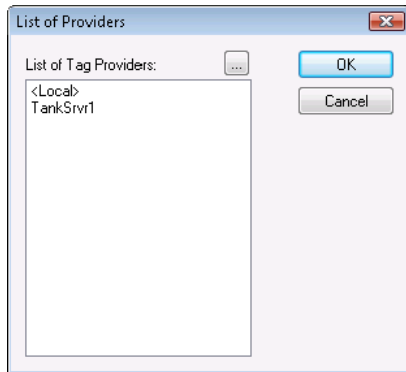 List of Providers
List of Tag Providers:
...
OK
<Local>
TankSrvr1
Cancel